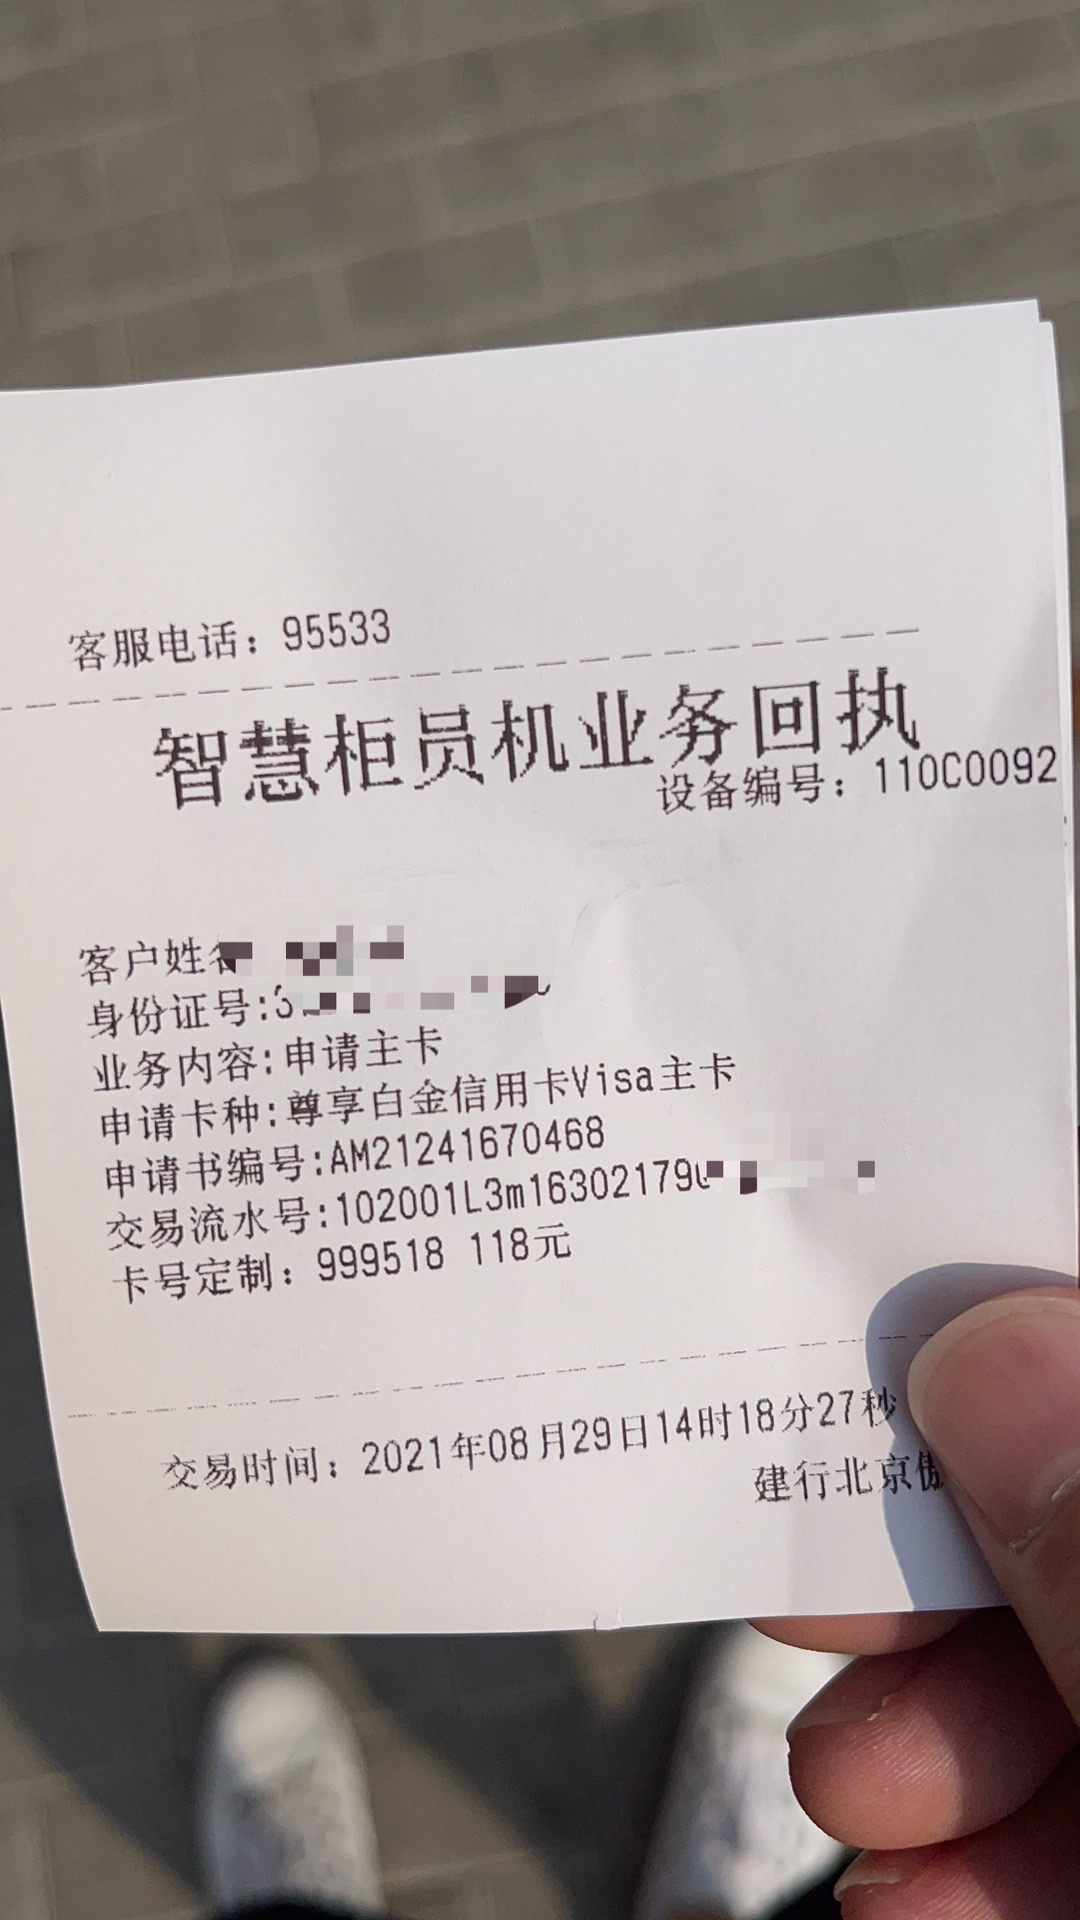 客服电话：95533
智慧柜员机业务回执
设备编号：110C0092
客户姓
身份证号:3
业务内容:申请主卡
申请卡种:尊享白金信用卡Visa主卡
申请书编号:AM21241670468
交易流水号:102001L3m163021790
卡号定制：999518 118元
交易时间：2021年08月29日14时18分27秒
建行北京傲